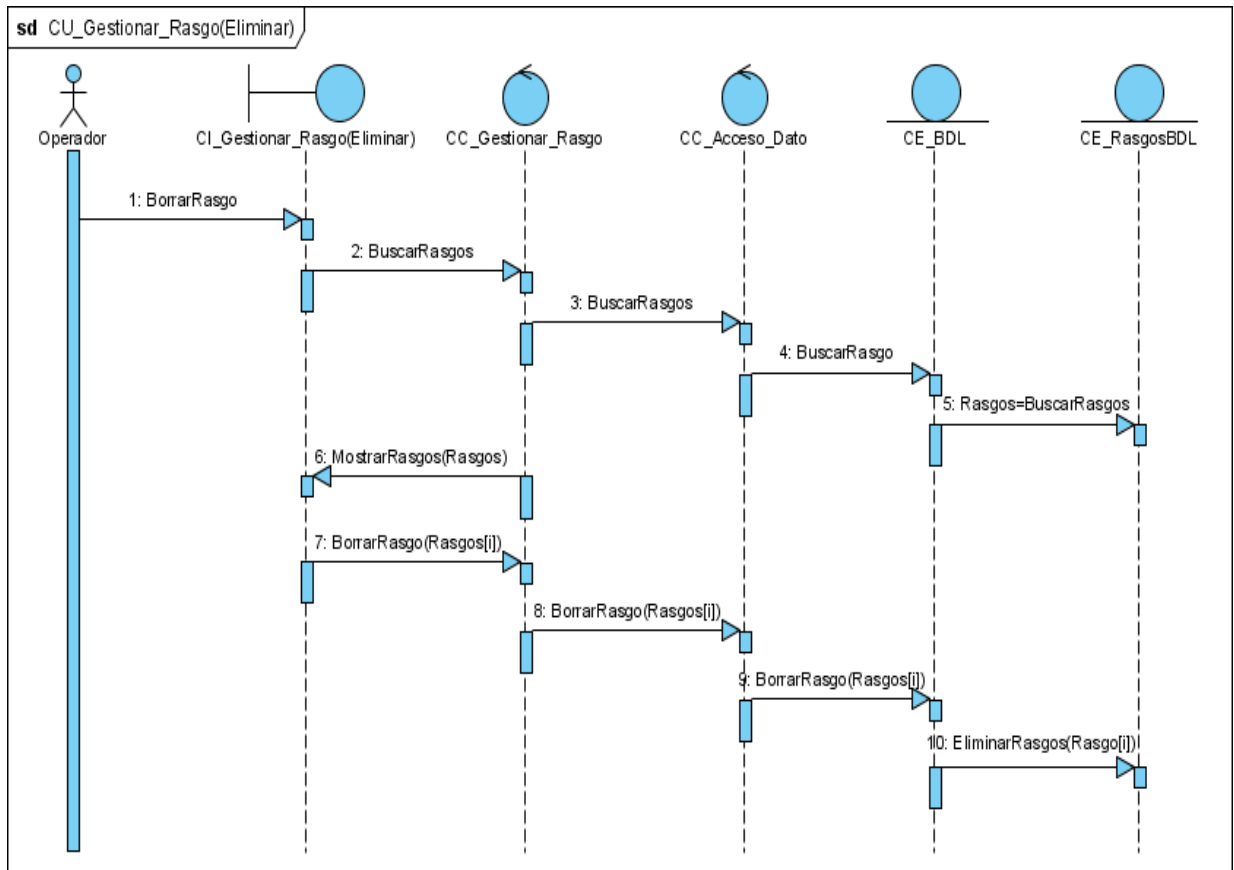 sd CU_Gestionar_Rasgo(Eliminar)
Operador
CI_Gestionar_Rasgo(Eliminar)
CC_Gestionar_Rasgo
CC_Acceso_Dato
CE_BDL
CE_RasgosBDL
1: BorrarRasgo
2: BuscarRasgos
3: BuscarRasgos
4: BuscarRasgo
5: Rasgos=BuscarRasgos
6: MostrarRasgos(Rasgos)
7: BorrarRasgo(Rasgos[i])
8: BorrarRasgo(Rasgos[i])
9: BorrarRasgo(Rasgos[i])
10: EliminarRasgos(Rasgo[i])